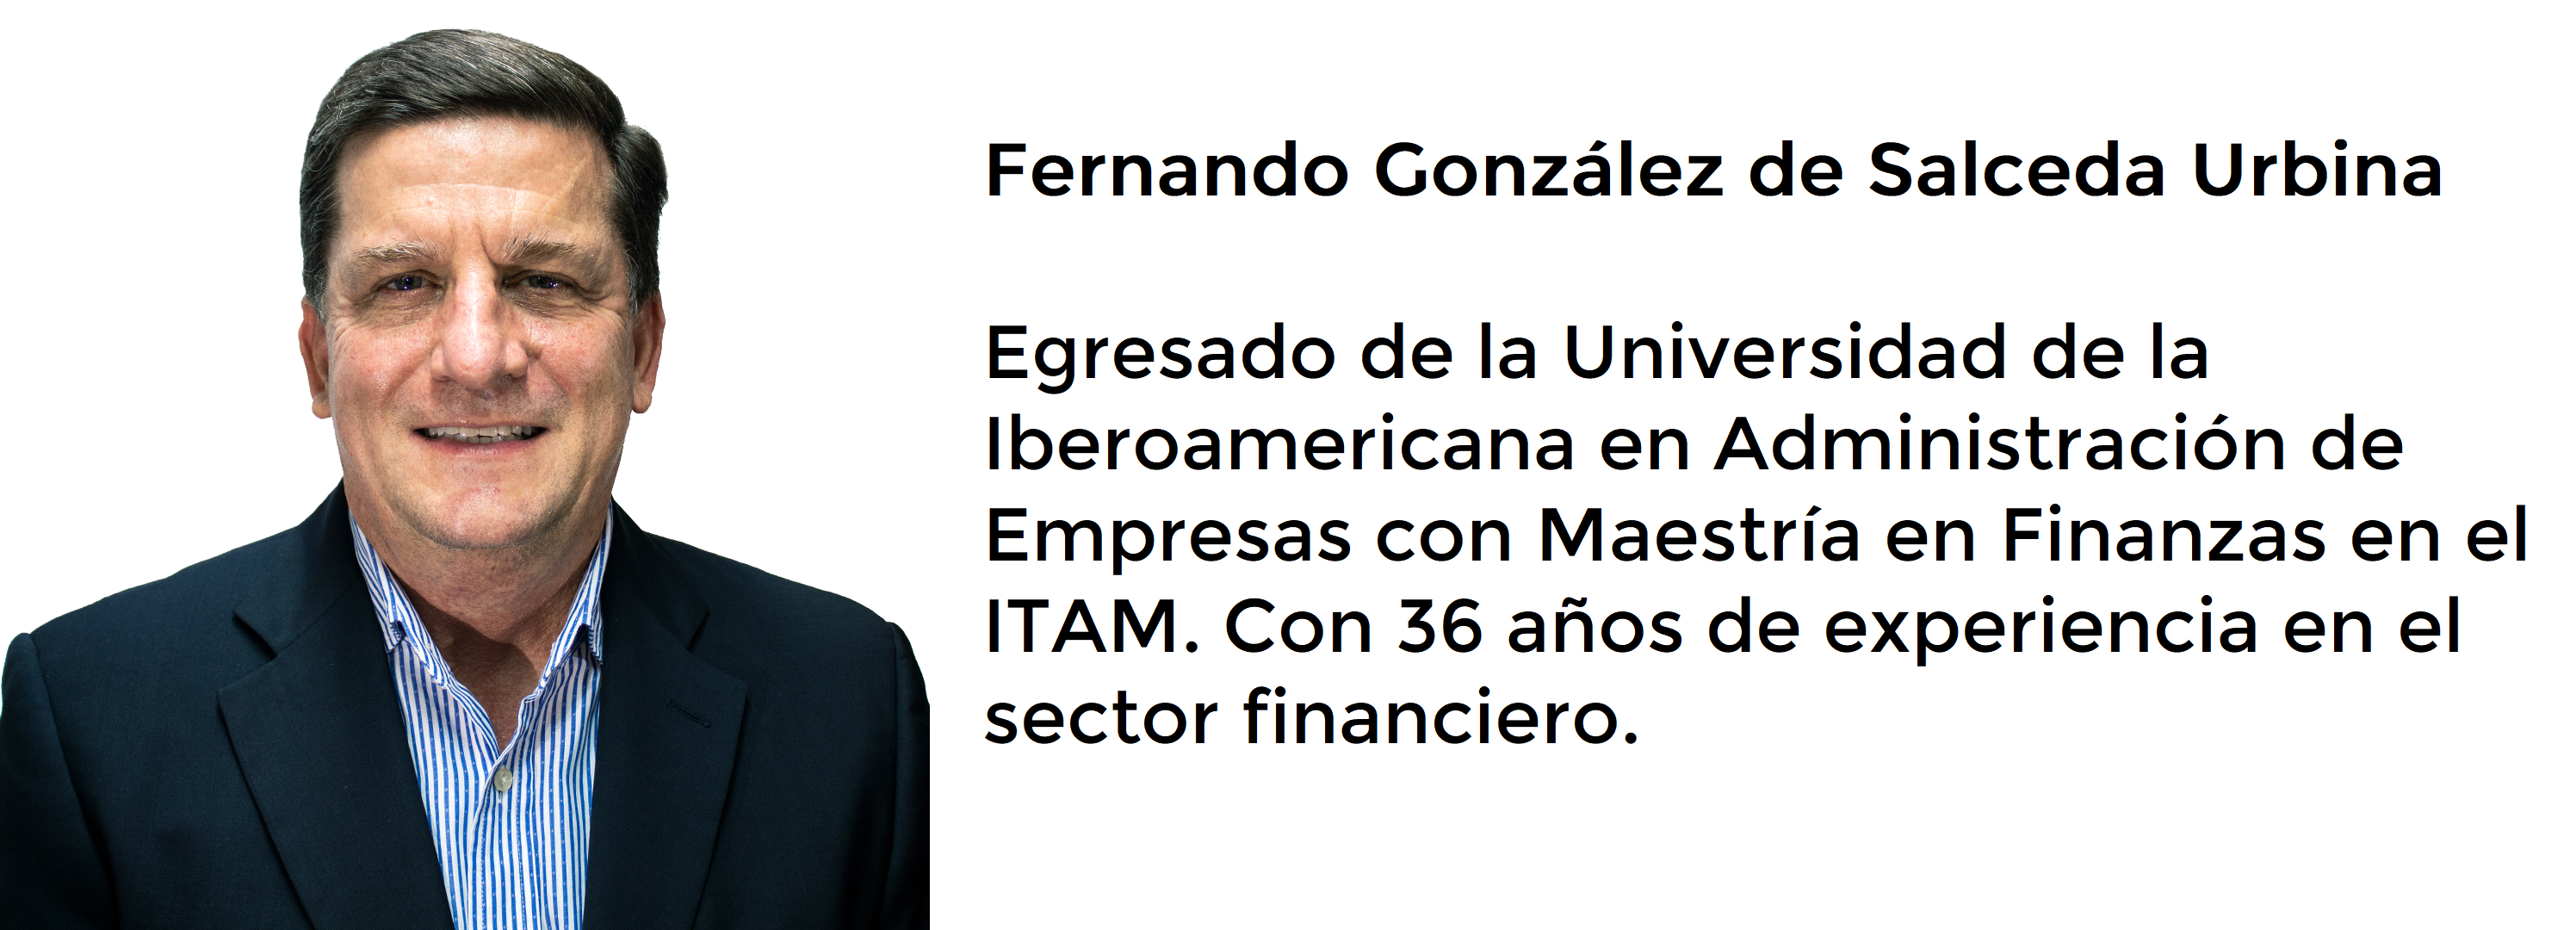 Fernando González de Salceda Urbina
Egresado de la Universidad de la
Iberoamericana en Administración de
Empresas con Maestría en Finanzas en el
ITAM. Con 36 años de experiencia en el
sector financiero.